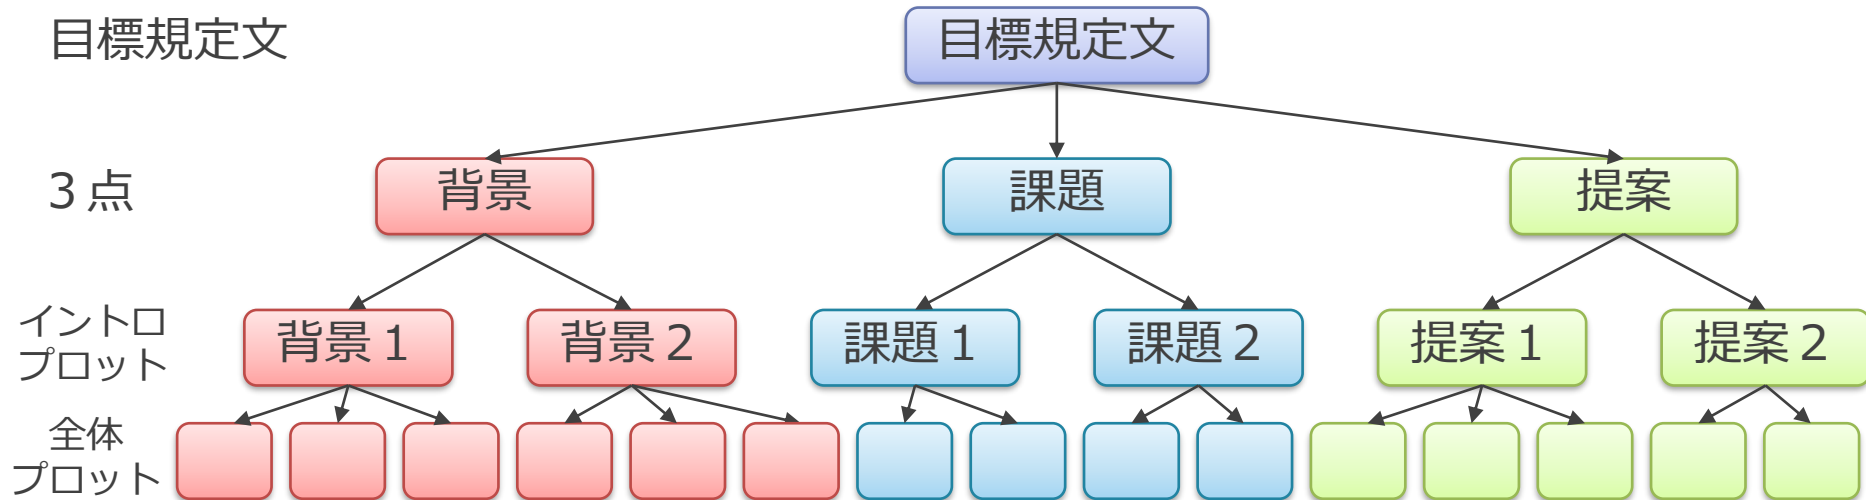 目標規定文
目標規定文
３点
背景
課題
提案
イントロ
プロット
背景１
背景２
課題１
課題２
提案１
提案２
全体
プロット